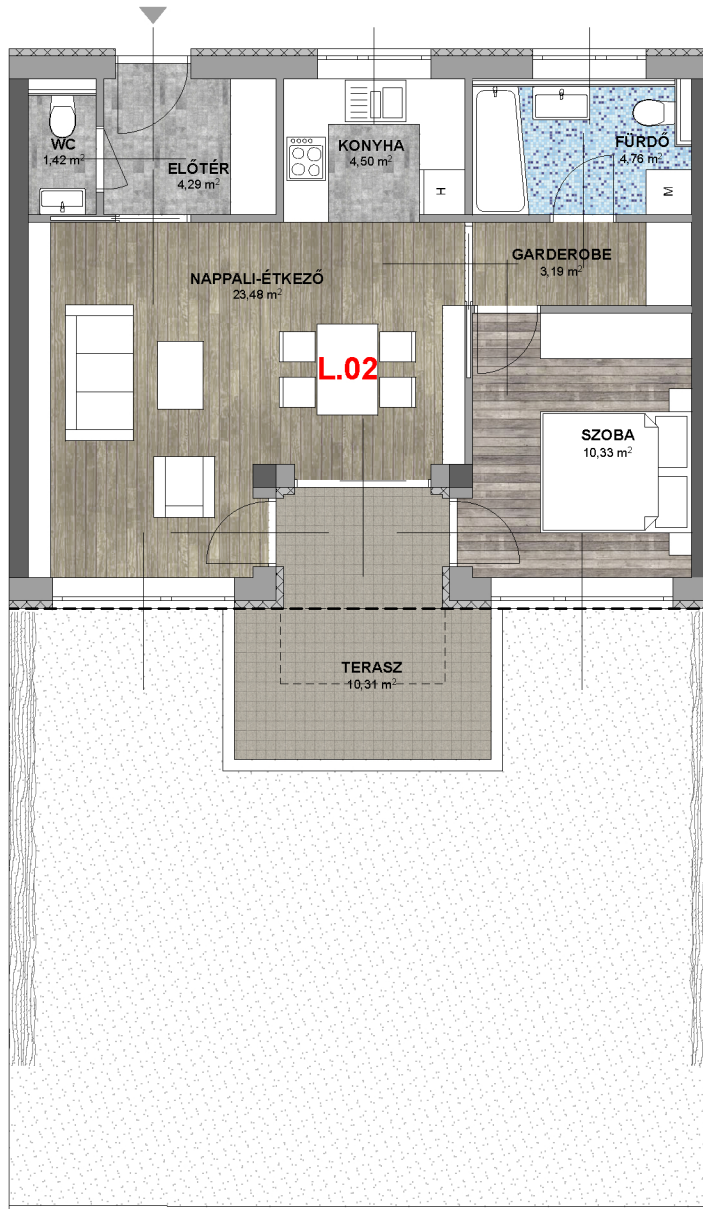 WC
1,42 m²
ELŐTÉR
4,29 m²
KONYHA
4,50 m²
H
FÜRDŐ
4,76 m²
M
GARDEROBE
3,19 m²
NAPPALI-ÉTKEZŐ
23,48 m²
L.02
SZOBA
10,33 m²
TERASZ
10,31 m²